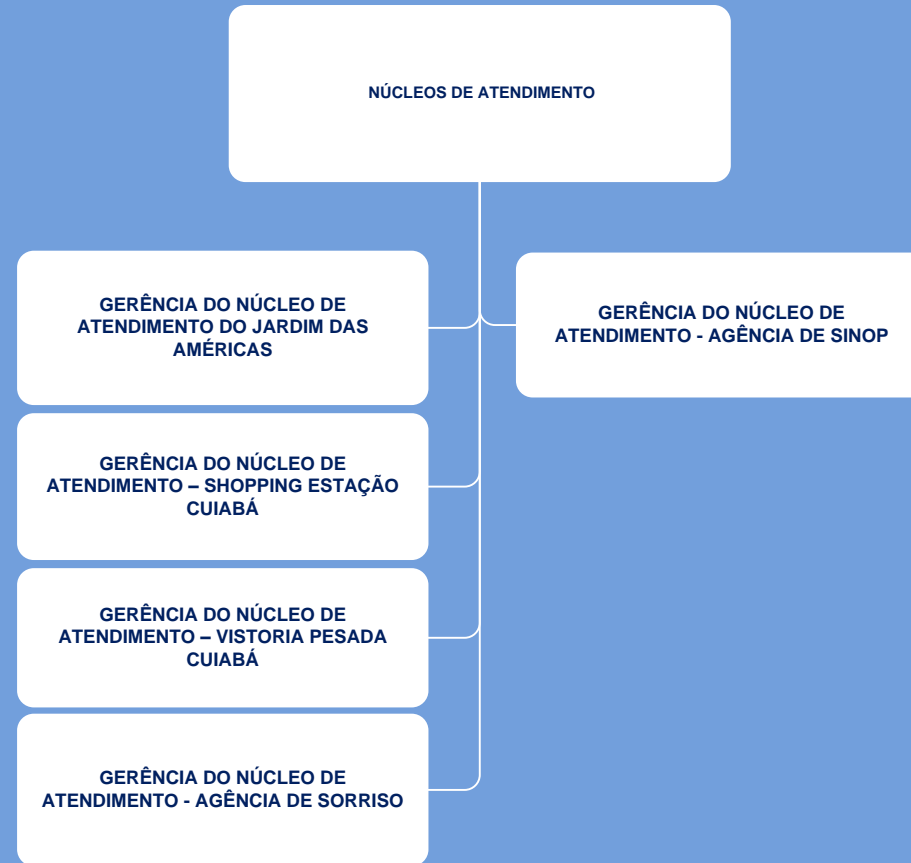 NÚCLEOS DE ATENDIMENTO
GERÊNCIA DO NÚCLEO DE
ATENDIMENTO DO JARDIM DAS
AMÉRICAS
GERÊNCIA DO NÚCLEO DE
ATENDIMENTO - AGÊNCIA DE SINOP
GERÊNCIA DO NÚCLEO DE
ATENDIMENTO – SHOPPING ESTAÇÃO
CUIABÁ
GERÊNCIA DO NÚCLEO DE
ATENDIMENTO – VISTORIA PESADA
CUIABÁ
GERÊNCIA DO NÚCLEO DE
ATENDIMENTO - AGÊNCIA DE SORRISO